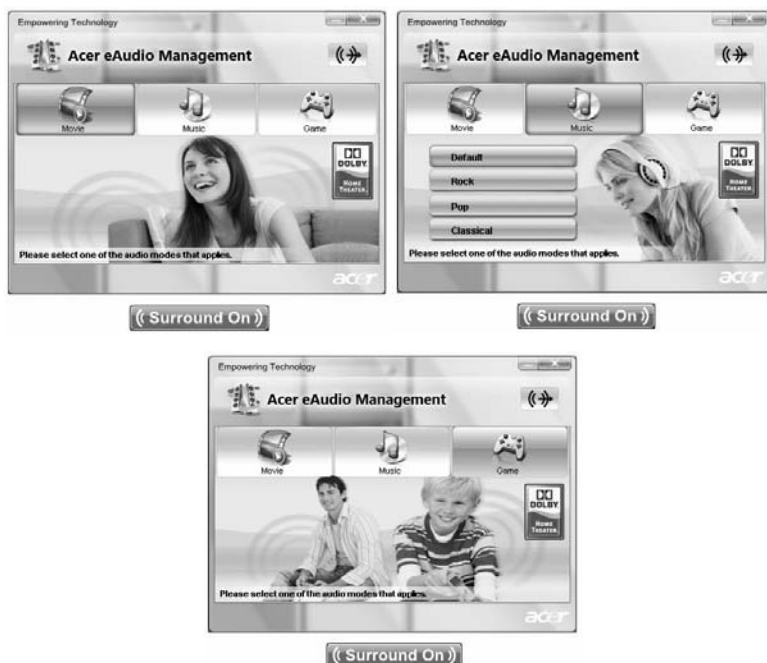 Empowering Technology
Acer eAudio Management
Movie
Music
Game
DOLBY
HOME THEATER
Please select one of the audio modes that apples.
acer
(( Surround On ))
Empowering Technology
Acer eAudio Management
Movie
Music
Game
Default
Rock
Pop
Classical
DOLBY
HOME THEATER
Please select one of the audio modes that apples.
acer
(( Surround On ))
Empowering Technology
Acer eAudio Management
Movie
Music
Game
DOLBY
HOME THEATER
Please select one of the audio modes that apples.
acer
(( Surround On ))